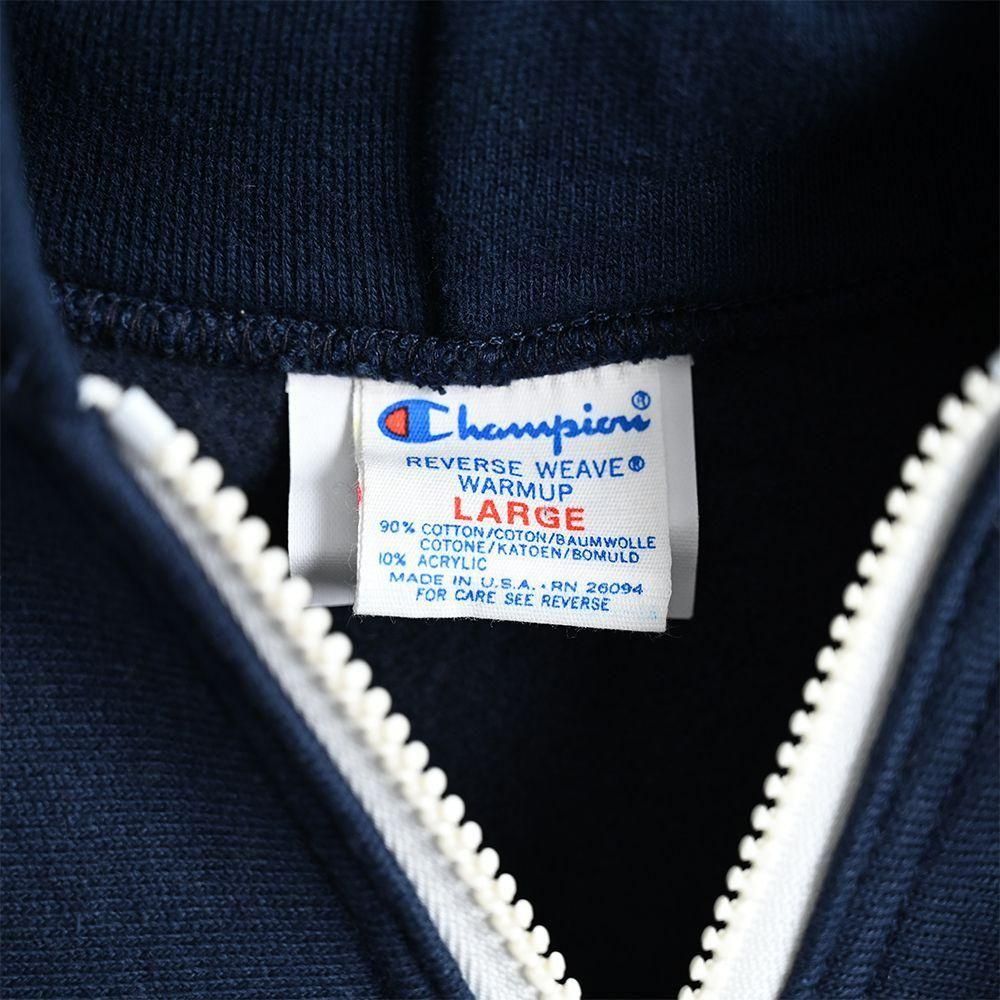 Champion®
REVERSE WEAVE®
WARMUP
LARGE
90% COTTON/COTON/BAUMWOLLE
COTONE/KATOEN/BOMULD
10% ACRYLIC
MADE IN U.S.A. • RN 26094
FOR CARE SEE REVERSE